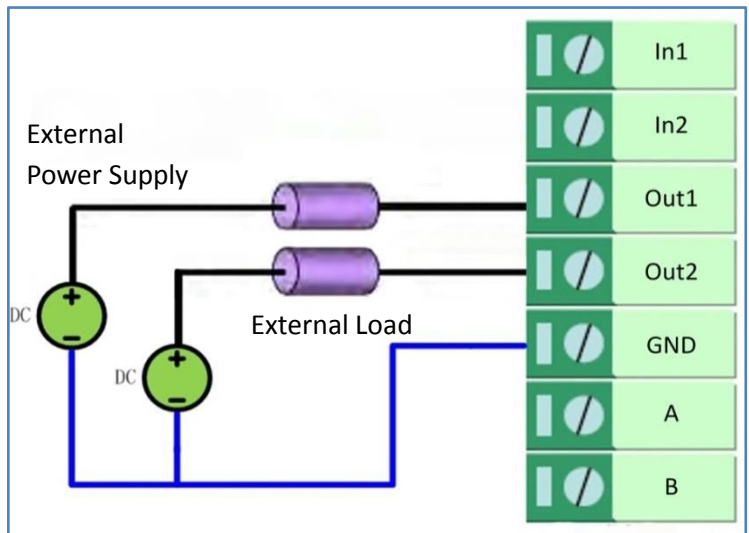 External
Power Supply
DC
+
−
DC
+
−
External Load
In1
In2
Out1
Out2
GND
A
B